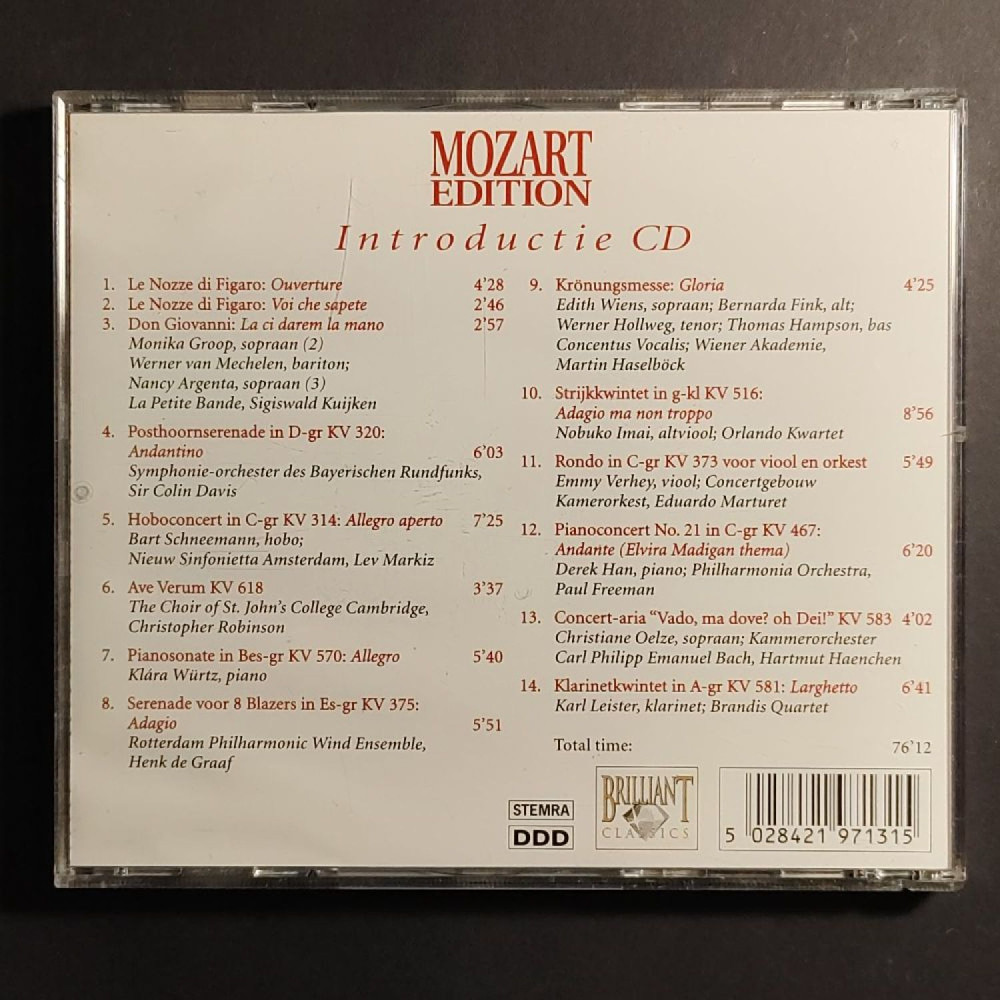 MOZART
EDITION
Introductie CD
1. Le Nozze di Figaro: Ouverture 4'28
2. Le Nozze di Figaro: Voi che sapete 2'46
3. Don Giovanni: La ci darem la mano 2'57
Monika Groop, sopraan (2)
Werner van Mechelen, bariton;
Nancy Argenta, sopraan (3)
La Petite Bande, Sigiswald Kuijken
4. Posthoornserenade in D-gr KV 320:
Andantino 6'03
Symphonie-orchester des Bayerischen Rundfunks,
Sir Colin Davis
5. Hoboconcert in C-gr KV 314: Allegro aperto 7'25
Bart Schneemann, hobo;
Nieuw Sinfonietta Amsterdam, Lev Markiz
6. Ave Verum KV 618 3'37
The Choir of St. John's College Cambridge,
Christopher Robinson
7. Pianosonate in Bes-gr KV 570: Allegro 5'40
Klára Würtz, piano
8. Serenade voor 8 Blazers in Es-gr KV 375:
Adagio 5'51
Rotterdam Philharmonic Wind Ensemble,
Henk de Graaf
9. Krönungsmesse: Gloria 4'25
Edith Wiens, sopraan; Bernarda Fink, alt;
Werner Hollweg, tenor; Thomas Hampson, bas
Concentus Vocalis; Wiener Akademie,
Martin Haselböck
10. Strijkkwintet in g-kl KV 516:
Adagio ma non troppo 8'56
Nobuko Imai, altviool; Orlando Kwartet
11. Rondo in C-gr KV 373 voor viool en orkest 5'49
Emmy Verhey, viool; Concertgebouw
Kamerorkest, Eduardo Marturet
12. Pianoconcert No. 21 in C-gr KV 467:
Andante (Elvira Madigan thema) 6'20
Derek Han, piano; Philharmonia Orchestra,
Paul Freeman
13. Concert-aria “Vado, ma dove? oh Dei!” KV 583 4'02
Christiane Oelze, sopraan; Kammerorchester
Carl Philipp Emanuel Bach, Hartmut Haenchen
14. Klarinetkwintet in A-gr KV 581: Larghetto 6'41
Karl Leister, klarinet; Brandis Quartet
Total time: 76'12
STEMRA
DDD
BRILLIANT
CLASSICS
5 028421 971315